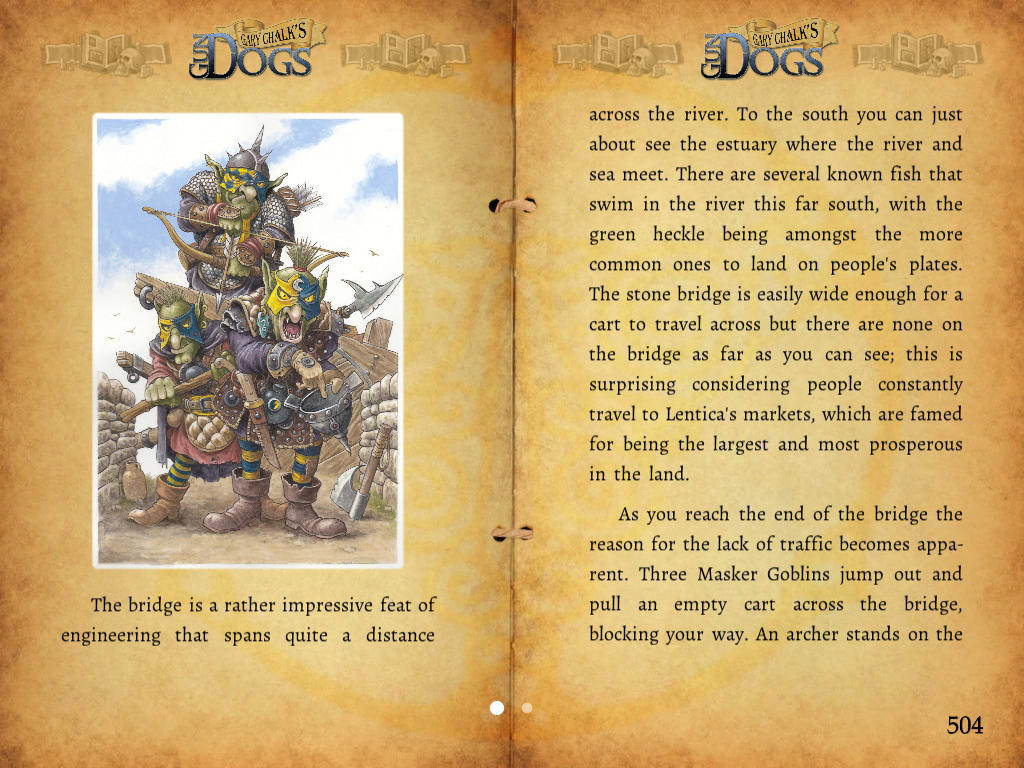 GARY CHALK'S
GUN DOGS
GARY CHALK'S
GUN DOGS
The bridge is a rather impressive feat of
engineering that spans quite a distance
across the river. To the south you can just
about see the estuary where the river and
sea meet. There are several known fish that
swim in the river this far south, with the
green heckle being amongst the more
common ones to land on people's plates.
The stone bridge is easily wide enough for a
cart to travel across but there are none on
the bridge as far as you can see; this is
surprising considering people constantly
travel to Lentica's markets, which are famed
for being the largest and most prosperous
in the land.
As you reach the end of the bridge the
reason for the lack of traffic becomes appa-
rent. Three Masker Goblins jump out and
pull an empty cart across the bridge,
blocking your way. An archer stands on the
504